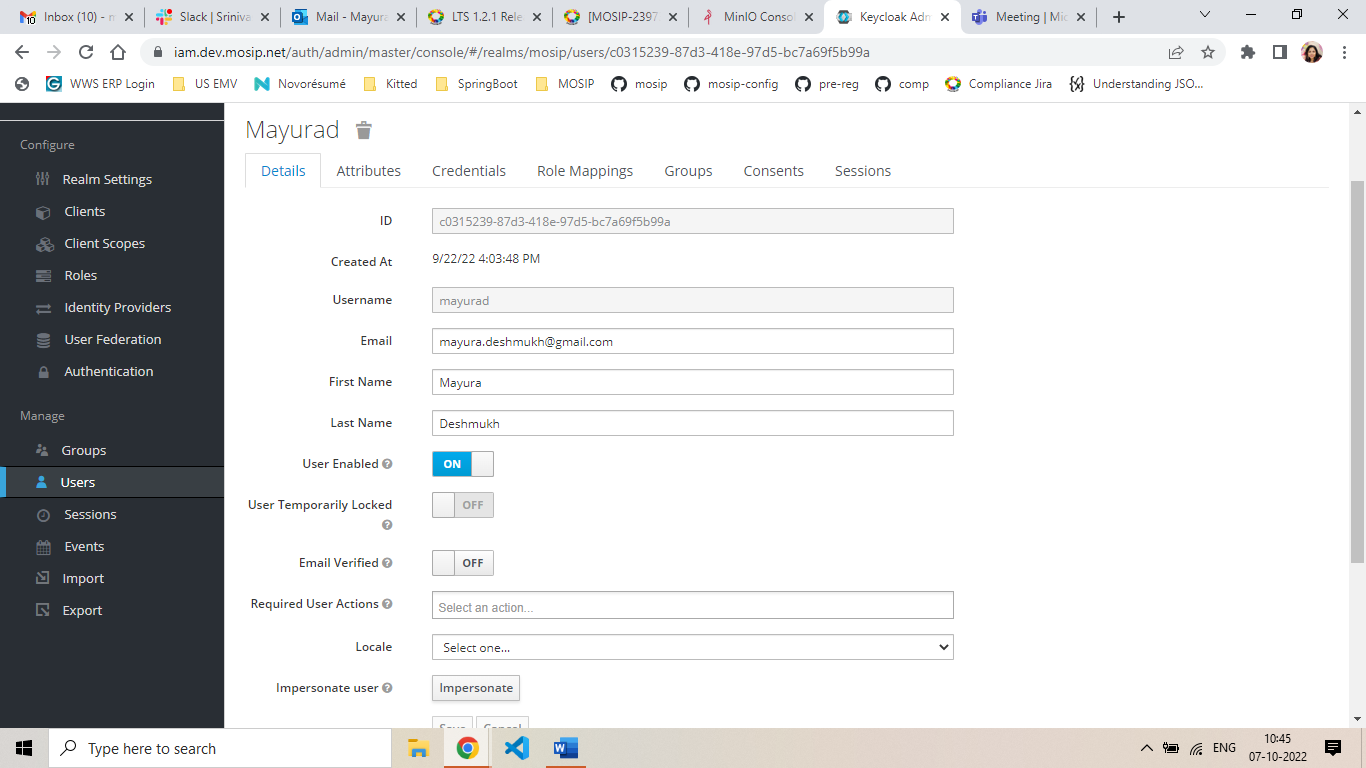 Inbox (10) - m
Slack | Sriniva
Mail - Mayura
LTS 1.2.1 Rele
[MOSIP-2397
MinIO Conso
Keycloak Adm
Meeting | Mic
iam.dev.mosip.net/auth/admin/master/console/#/realms/mosip/users/c0315239-87d3-418e-97d5-bc7a69f5b99a
WWS ERP Login
US EMV
Novorésumé
Kitted
SpringBoot
MOSIP
mosip
mosip-config
pre-reg
comp
Compliance Jira
{χ} Understanding JSO...
Configure
Realm Settings
Clients
Client Scopes
Roles
Identity Providers
User Federation
Authentication
Manage
Groups
Users
Sessions
Events
Import
Export
Mayurad
Details Attributes Credentials Role Mappings Groups Consents Sessions
ID c0315239-87d3-418e-97d5-bc7a69f5b99a
Created At 9/22/22 4:03:48 PM
Username mayurad
Email mayura.deshmukh@gmail.com
First Name Mayura
Last Name Deshmukh
User Enabled ON
User Temporarily Locked OFF
Email Verified OFF
Required User Actions Select an action...
Locale Select one...
Impersonate user Impersonate
Save Cancel
Type here to search
ENG
10:45
07-10-2022